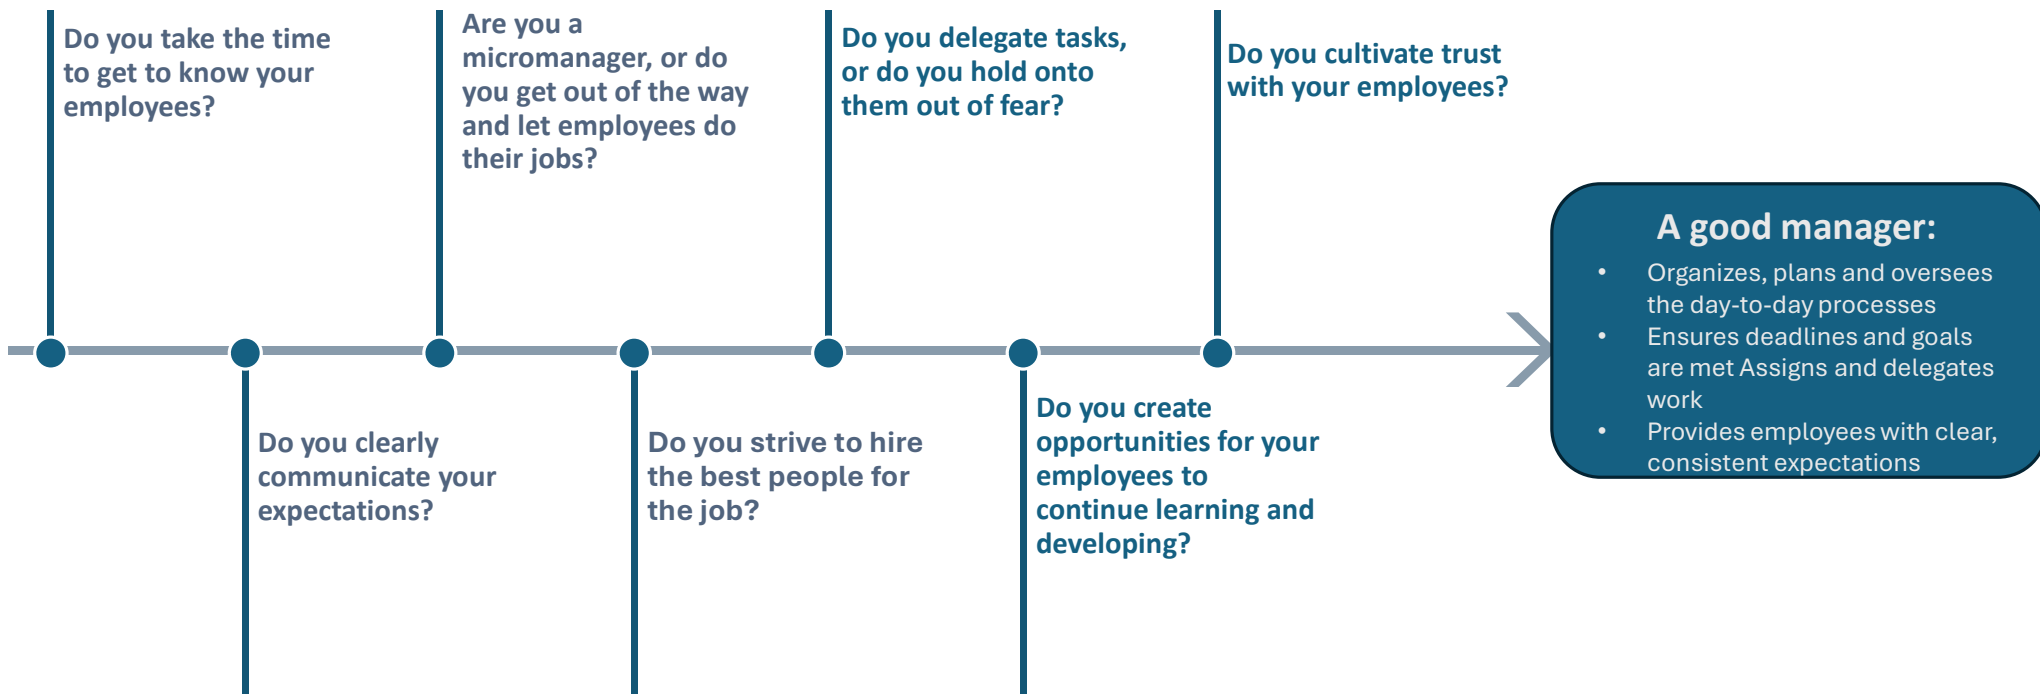 Do you take the time
to get to know your
employees?
Do you clearly
communicate your
expectations?
Are you a
micromanager, or do
you get out of the way
and let employees do
their jobs?
Do you strive to hire
the best people for
the job?
Do you delegate tasks,
or do you hold onto
them out of fear?
Do you create
opportunities for your
employees to
continue learning and
developing?
Do you cultivate trust
with your employees?
A good manager:
• Organizes, plans and oversees
the day-to-day processes
• Ensures deadlines and goals
are met Assigns and delegates
work
• Provides employees with clear,
consistent expectations